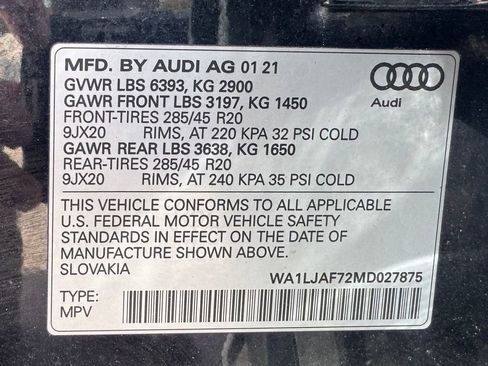 MFD. BY AUDI AG 01 21
GVWR LBS 6393, KG 2900
GAWR FRONT LBS 3197, KG 1450
FRONT-TIRES 285/45 R20
9JX20 RIMS, AT 220 KPA 32 PSI COLD
GAWR REAR LBS 3638, KG 1650
REAR-TIRES 285/45 R20
9JX20 RIMS, AT 240 KPA 35 PSI COLD
Audi
THIS VEHICLE CONFORMS TO ALL APPLICABLE
U.S. FEDERAL MOTOR VEHICLE SAFETY
STANDARDS IN EFFECT ON THE DATE OF
MANUFACTURE SHOWN ABOVE.
SLOVAKIA WA1LJAF72MD027875
TYPE:
MPV